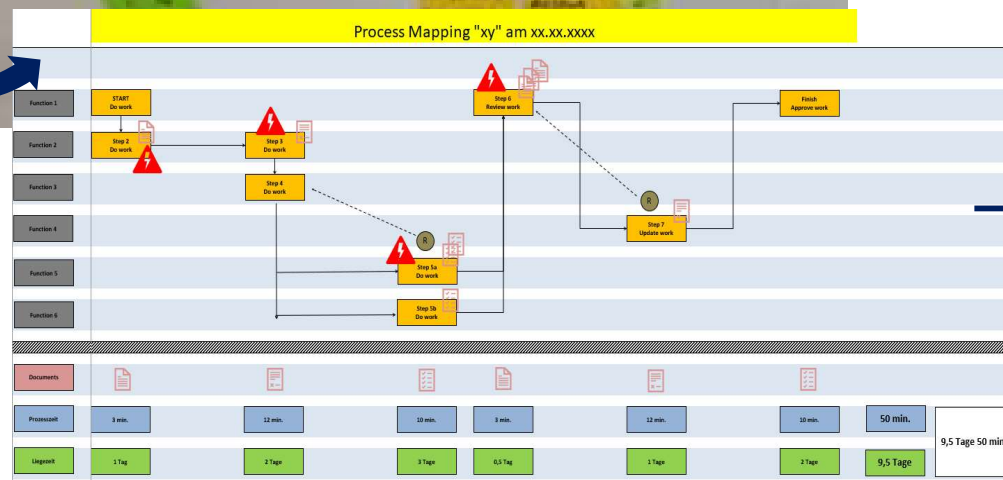 Process Mapping "xy" am xx.xx.xxxx
Function 1
START
Do work
Step 6
Review work
Finish
Approve work
Function 2
Step 2
Do work
Step 3
Do work
Function 3
Step 4
Do work
R
Function 4
Step 7
Update work
R
Function 5
Step 5a
Do work
Function 6
Step 5b
Do work
Documents
Prozesszeit
3 min.
12 min.
10 min.
3 min.
12 min.
10 min.
50 min.
Liegezeit
1 Tag
2 Tage
3 Tage
0,5 Tag
1 Tage
2 Tage
9,5 Tage
9,5 Tage 50 min